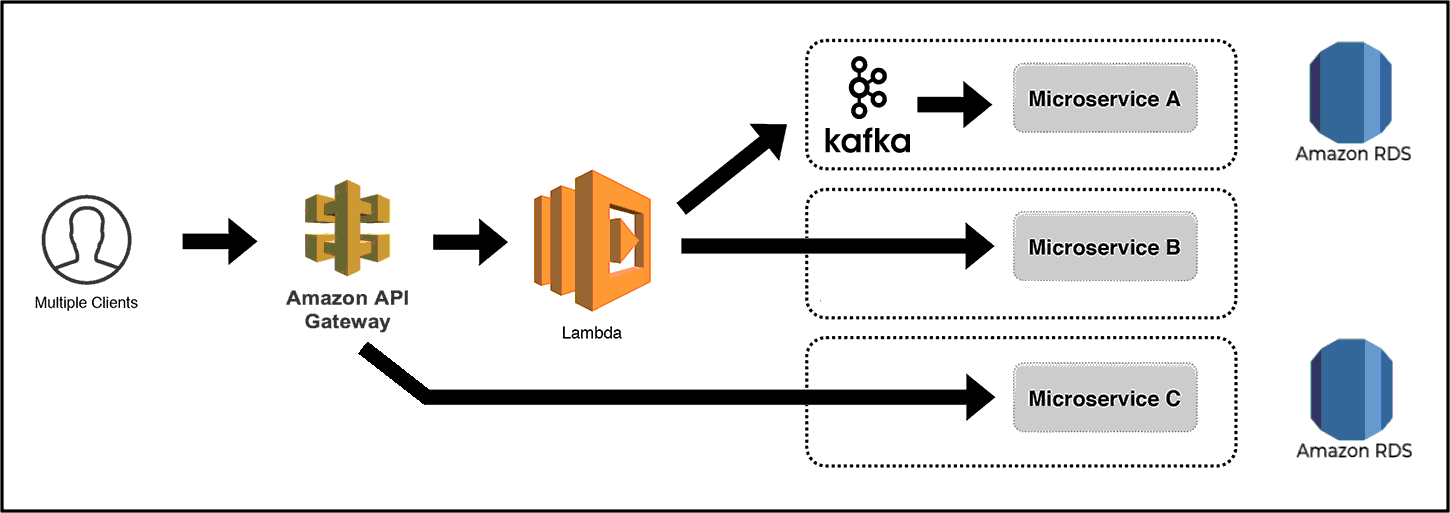 Multiple Clients
Amazon API
Gateway
Lambda
kafka
Microservice A
Amazon RDS
Microservice B
Microservice C
Amazon RDS